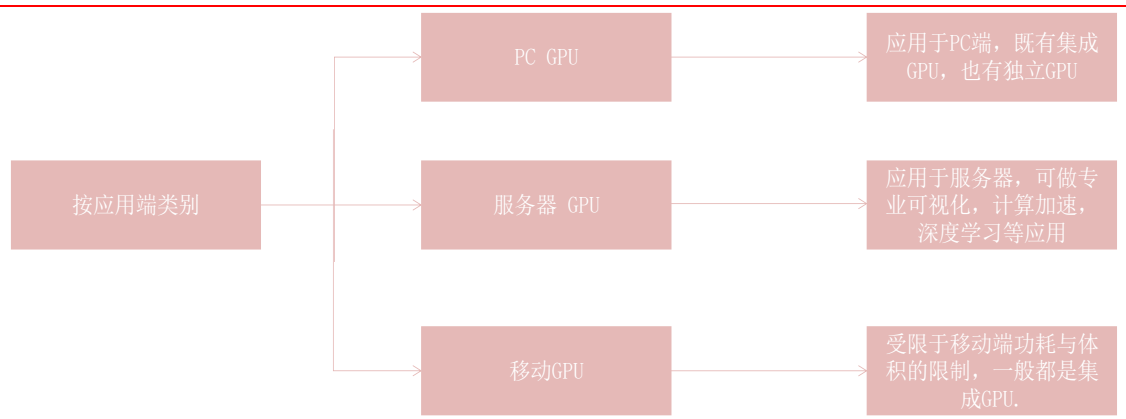 PC GPU
应用于PC端，既有集成
GPU，也有独立GPU
按应用端类别
服务器 GPU
应用于服务器，可做专
业可视化，计算加速，
深度学习等应用
移动GPU
受限于移动端功耗与体
积的限制，一般都是集
成GPU.